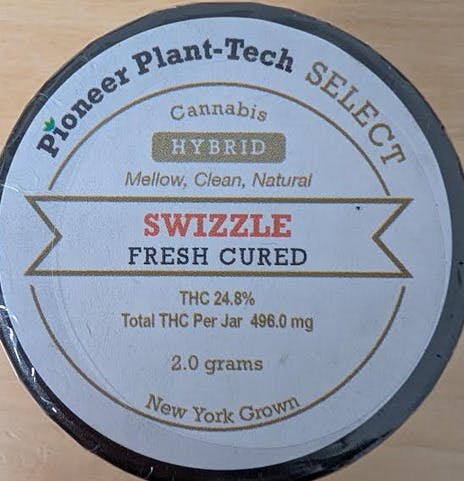 Pioneer Plant-Tech SELECT
Cannabis
HYBRID
Mellow, Clean, Natural
SWIZZLE
FRESH CURED
THC 24.8%
Total THC Per Jar 496.0 mg
2.0 grams
New York Grown